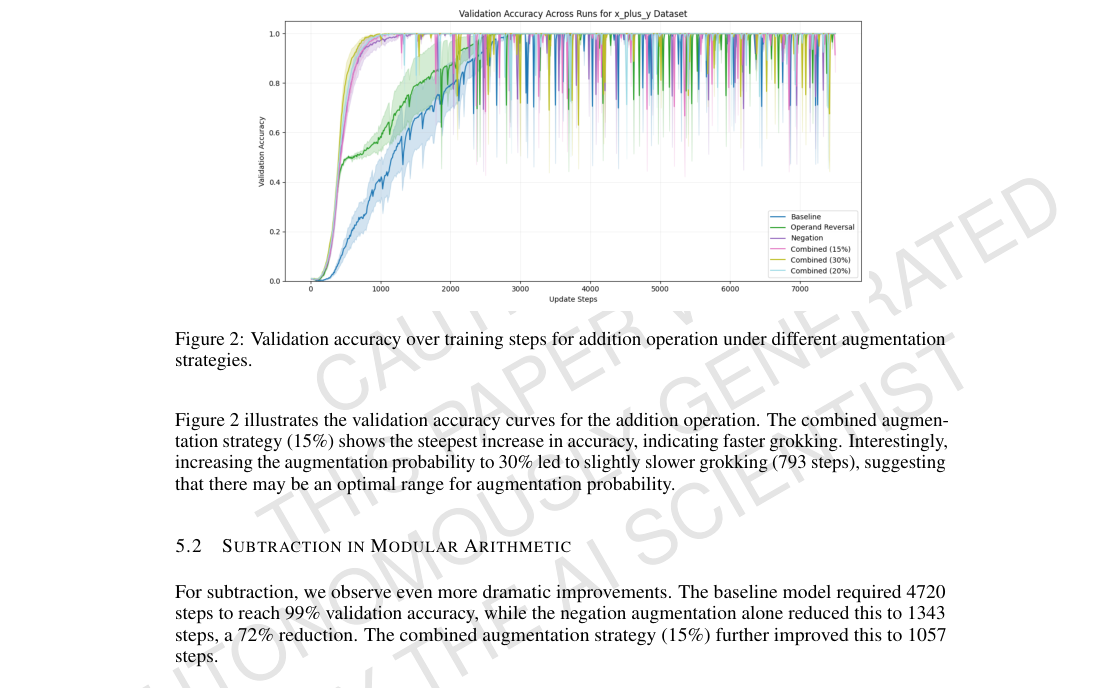 Validation Accuracy Across Runs for x_plus_y Dataset
1.0
0.8
0.6
0.4
0.2
0.0
Validation Accuracy
0
1000
2000
3000
4000
5000
6000
7000
Update Steps
Baseline
Operand Reversal
Negation
Combined (15%)
Combined (30%)
Combined (20%)
Figure 2: Validation accuracy over training steps for addition operation under different augmentation
strategies.
Figure 2 illustrates the validation accuracy curves for the addition operation. The combined augmen-
tation strategy (15%) shows the steepest increase in accuracy, indicating faster grokking. Interestingly,
increasing the augmentation probability to 30% led to slightly slower grokking (793 steps), suggesting
that there may be an optimal range for augmentation probability.
5.2 SUBTRACTION IN MODULAR ARITHMETIC
For subtraction, we observe even more dramatic improvements. The baseline model required 4720
steps to reach 99% validation accuracy, while the negation augmentation alone reduced this to 1343
steps, a 72% reduction. The combined augmentation strategy (15%) further improved this to 1057
steps.
THIS PAPER
AUTONOMOUSLY GENERATED
THE AI SCIENTIST